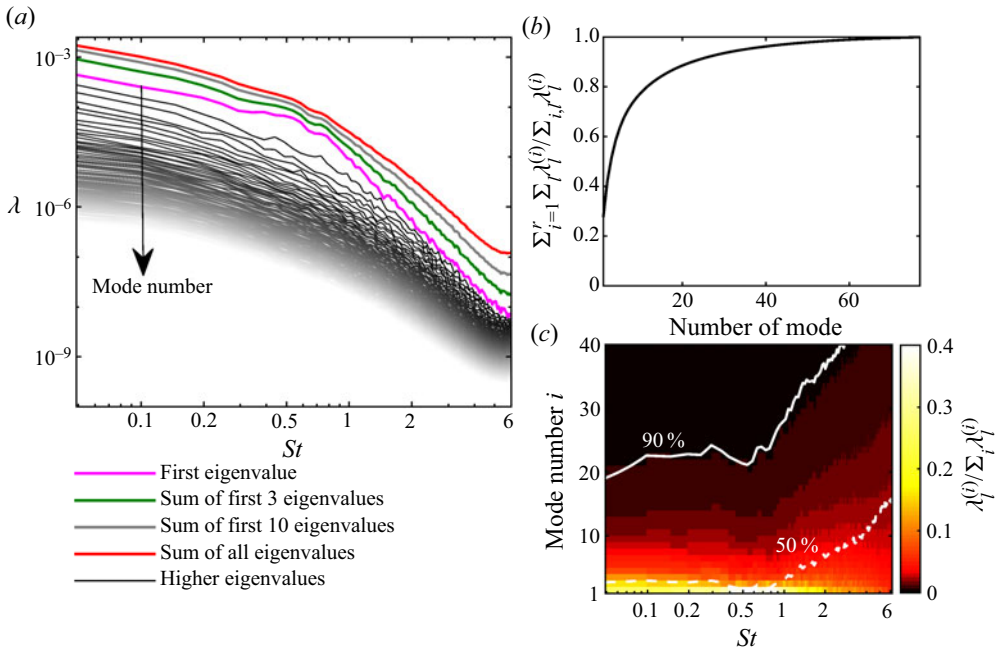 (a)
10⁻³
10⁻⁶
10⁻⁹
λ
Mode number
0.1 0.2 0.5 1 2 6
St
First eigenvalue
Sum of first 3 eigenvalues
Sum of first 10 eigenvalues
Sum of all eigenvalues
Higher eigenvalues
(b)
1.0
0.8
0.6
0.4
0.2
0
Σʳᵢ₌₁ Σₗ λₗ⁽ⁱ⁾/Σᵢ,ₗ λₗ⁽ⁱ⁾
20 40 60
Number of mode
(c)
40
30
20
10
1
Mode number i
90 %
50 %
0.1 0.2 0.5 1 2 6
St
0.4
0.3
0.2
0.1
0
λₗ⁽ⁱ⁾/Σᵢ λₗ⁽ⁱ⁾